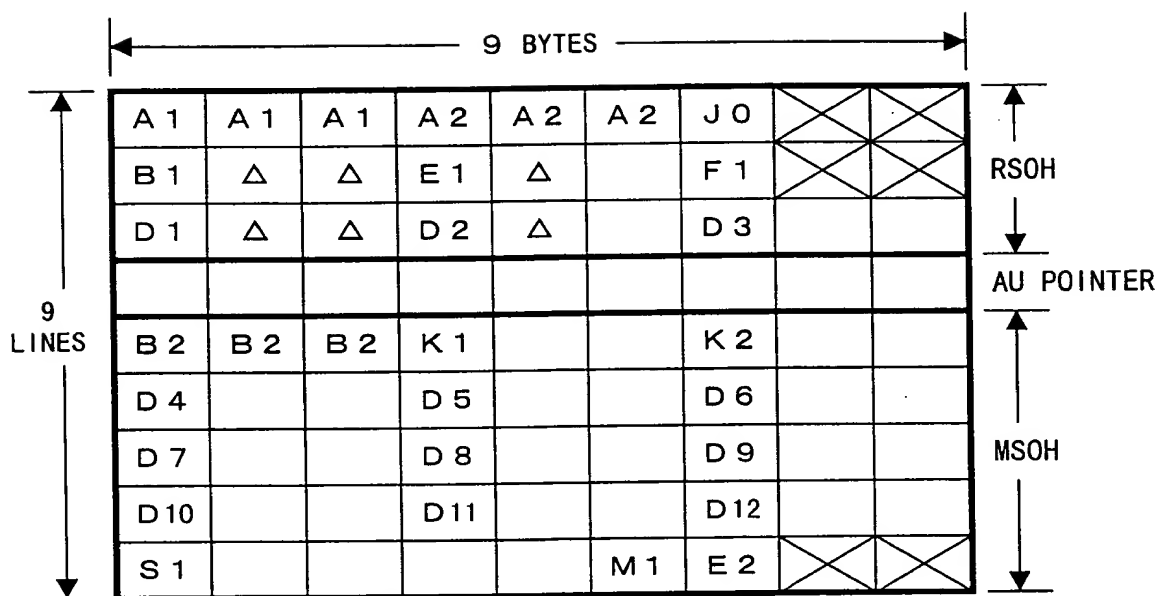 9 BYTES
A1 A1 A1 A2 A2 A2 J0
B1 △ △ E1 △ F1
RSOH
D1 △ △ D2 △ D3
AU POINTER
9
LINES
B2 B2 B2 K1 K2
D4 D5 D6
D7 D8 D9
MSOH
D10 D11 D12
S1 M1 E2